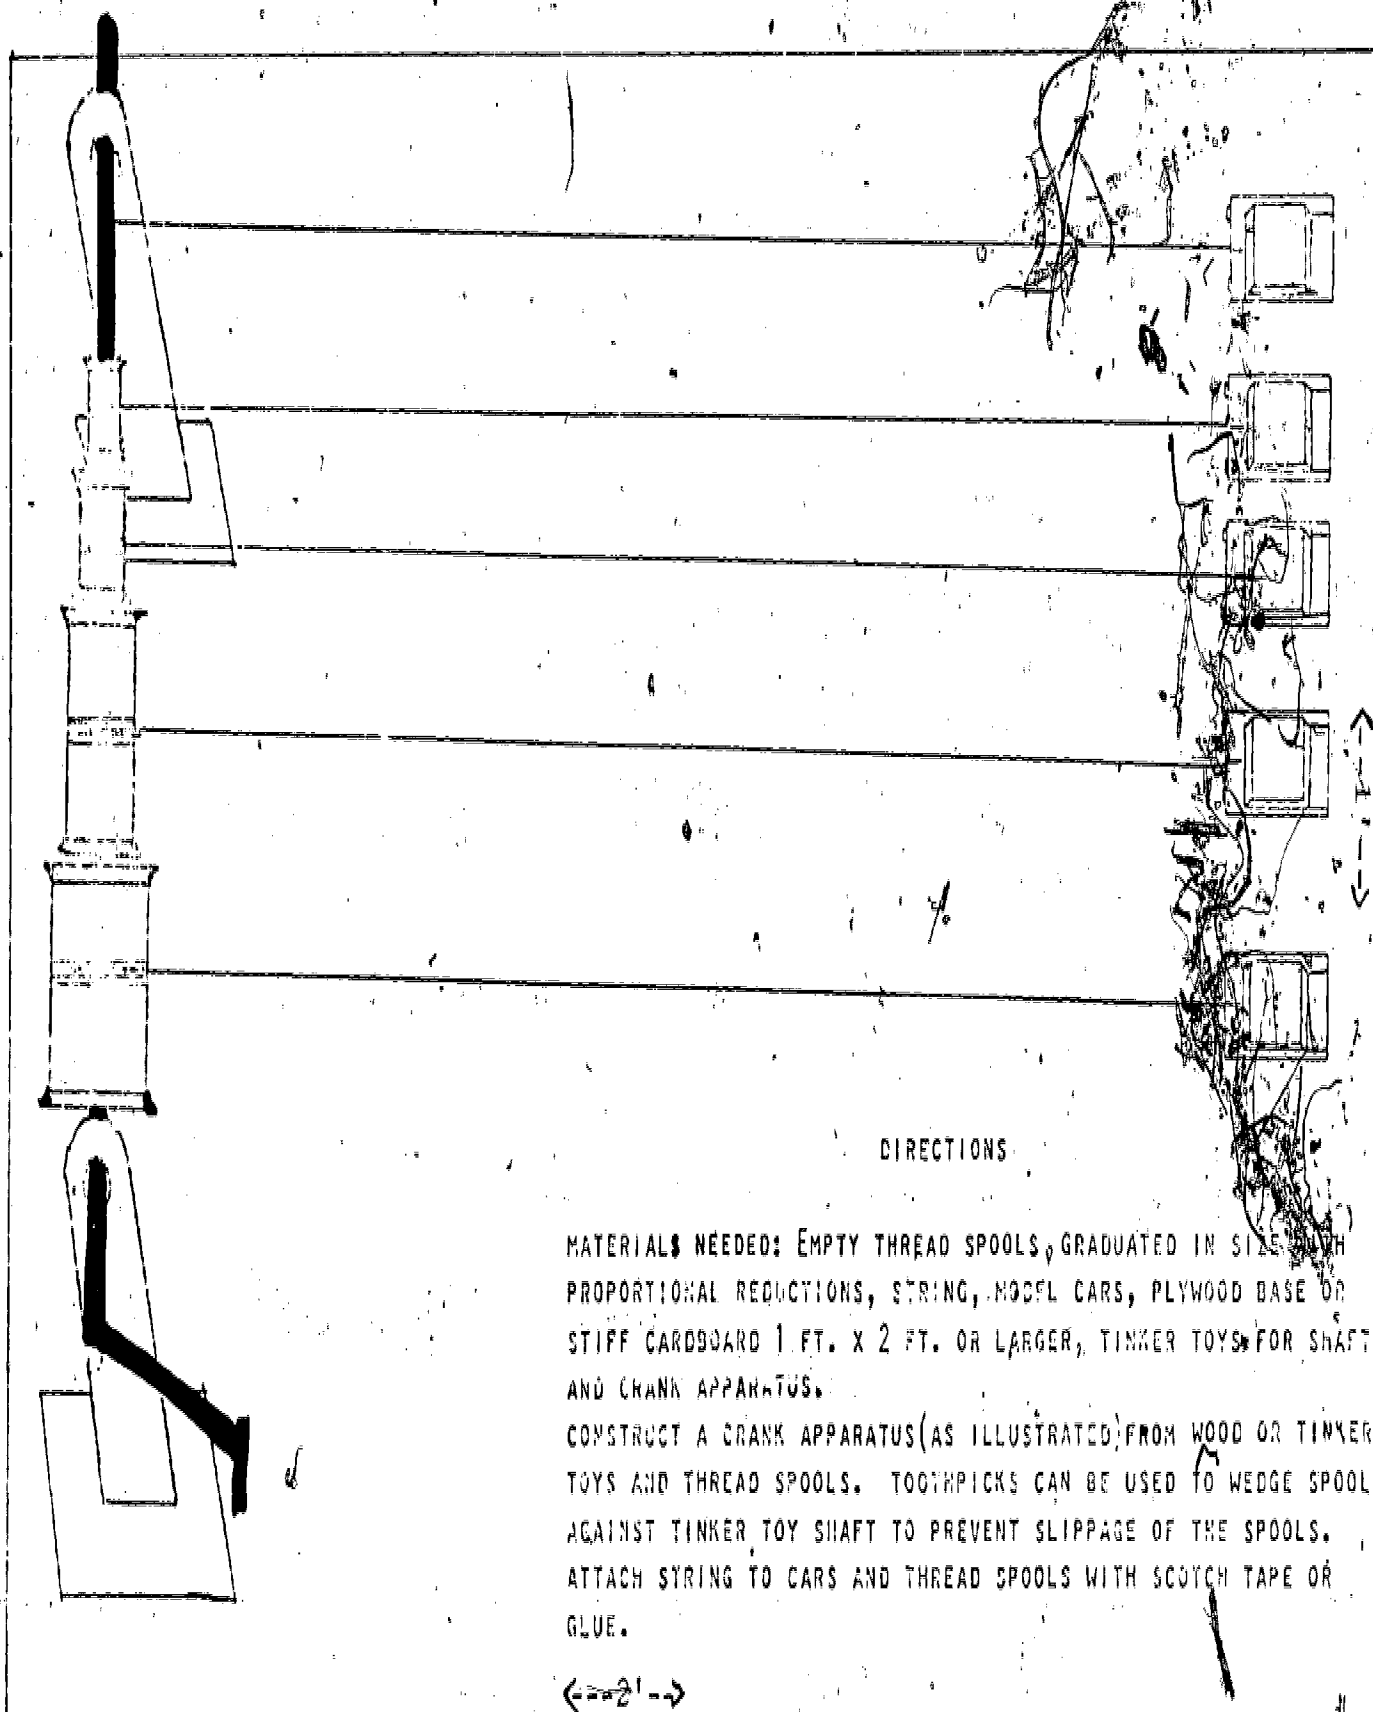 DIRECTIONS
MATERIALS NEEDED: EMPTY THREAD SPOOLS, GRADUATED IN SIZE WITH
PROPORTIONAL REDUCTIONS, STRING, MODEL CARS, PLYWOOD BASE OR
STIFF CARDBOARD 1 FT. X 2 FT. OR LARGER, TINKER TOYS FOR SHAFT
AND CRANK APPARATUS.
CONSTRUCT A CRANK APPARATUS (AS ILLUSTRATED) FROM WOOD OR TINKER
TOYS AND THREAD SPOOLS. TOOTHPICKS CAN BE USED TO WEDGE SPOOL
AGAINST TINKER TOY SHAFT TO PREVENT SLIPPAGE OF THE SPOOLS.
ATTACH STRING TO CARS AND THREAD SPOOLS WITH SCOTCH TAPE OR
GLUE.
<---2'-->